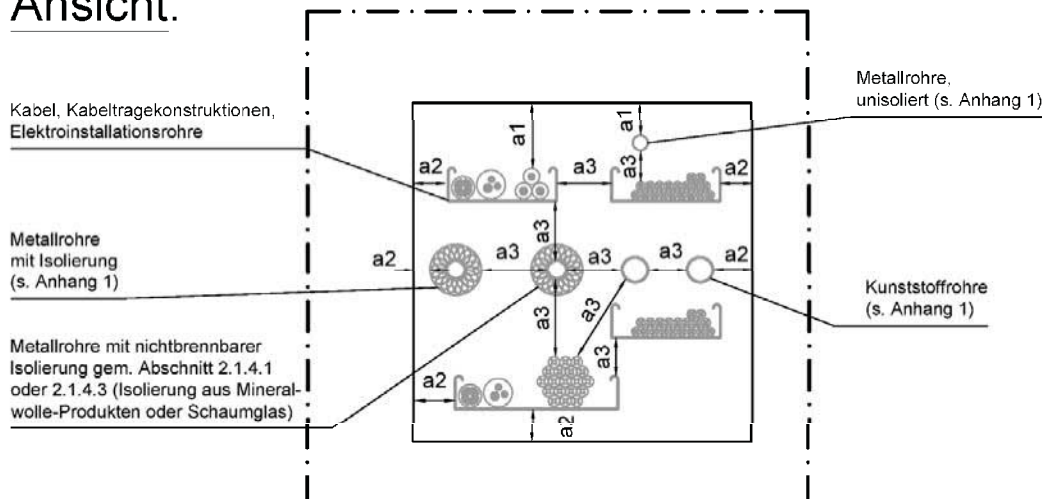 Ansicht:
Kabel, Kabeltragekonstruktionen,
Elektroinstallationsrohre
Metallrohre,
unisoliert (s. Anhang 1)
a1
a1
a2
a3
a3
a2
Metallrohre
mit Isolierung
(s. Anhang 1)
a3
a2
a3
a3
a3
a2
Kunststoffrohre
(s. Anhang 1)
a3
a3
a3
Metallrohre mit nichtbrennbarer
Isolierung gem. Abschnitt 2.1.4.1
oder 2.1.4.3 (Isolierung aus Mineral-
wolle-Produkten oder Schaumglas)
a2
a2